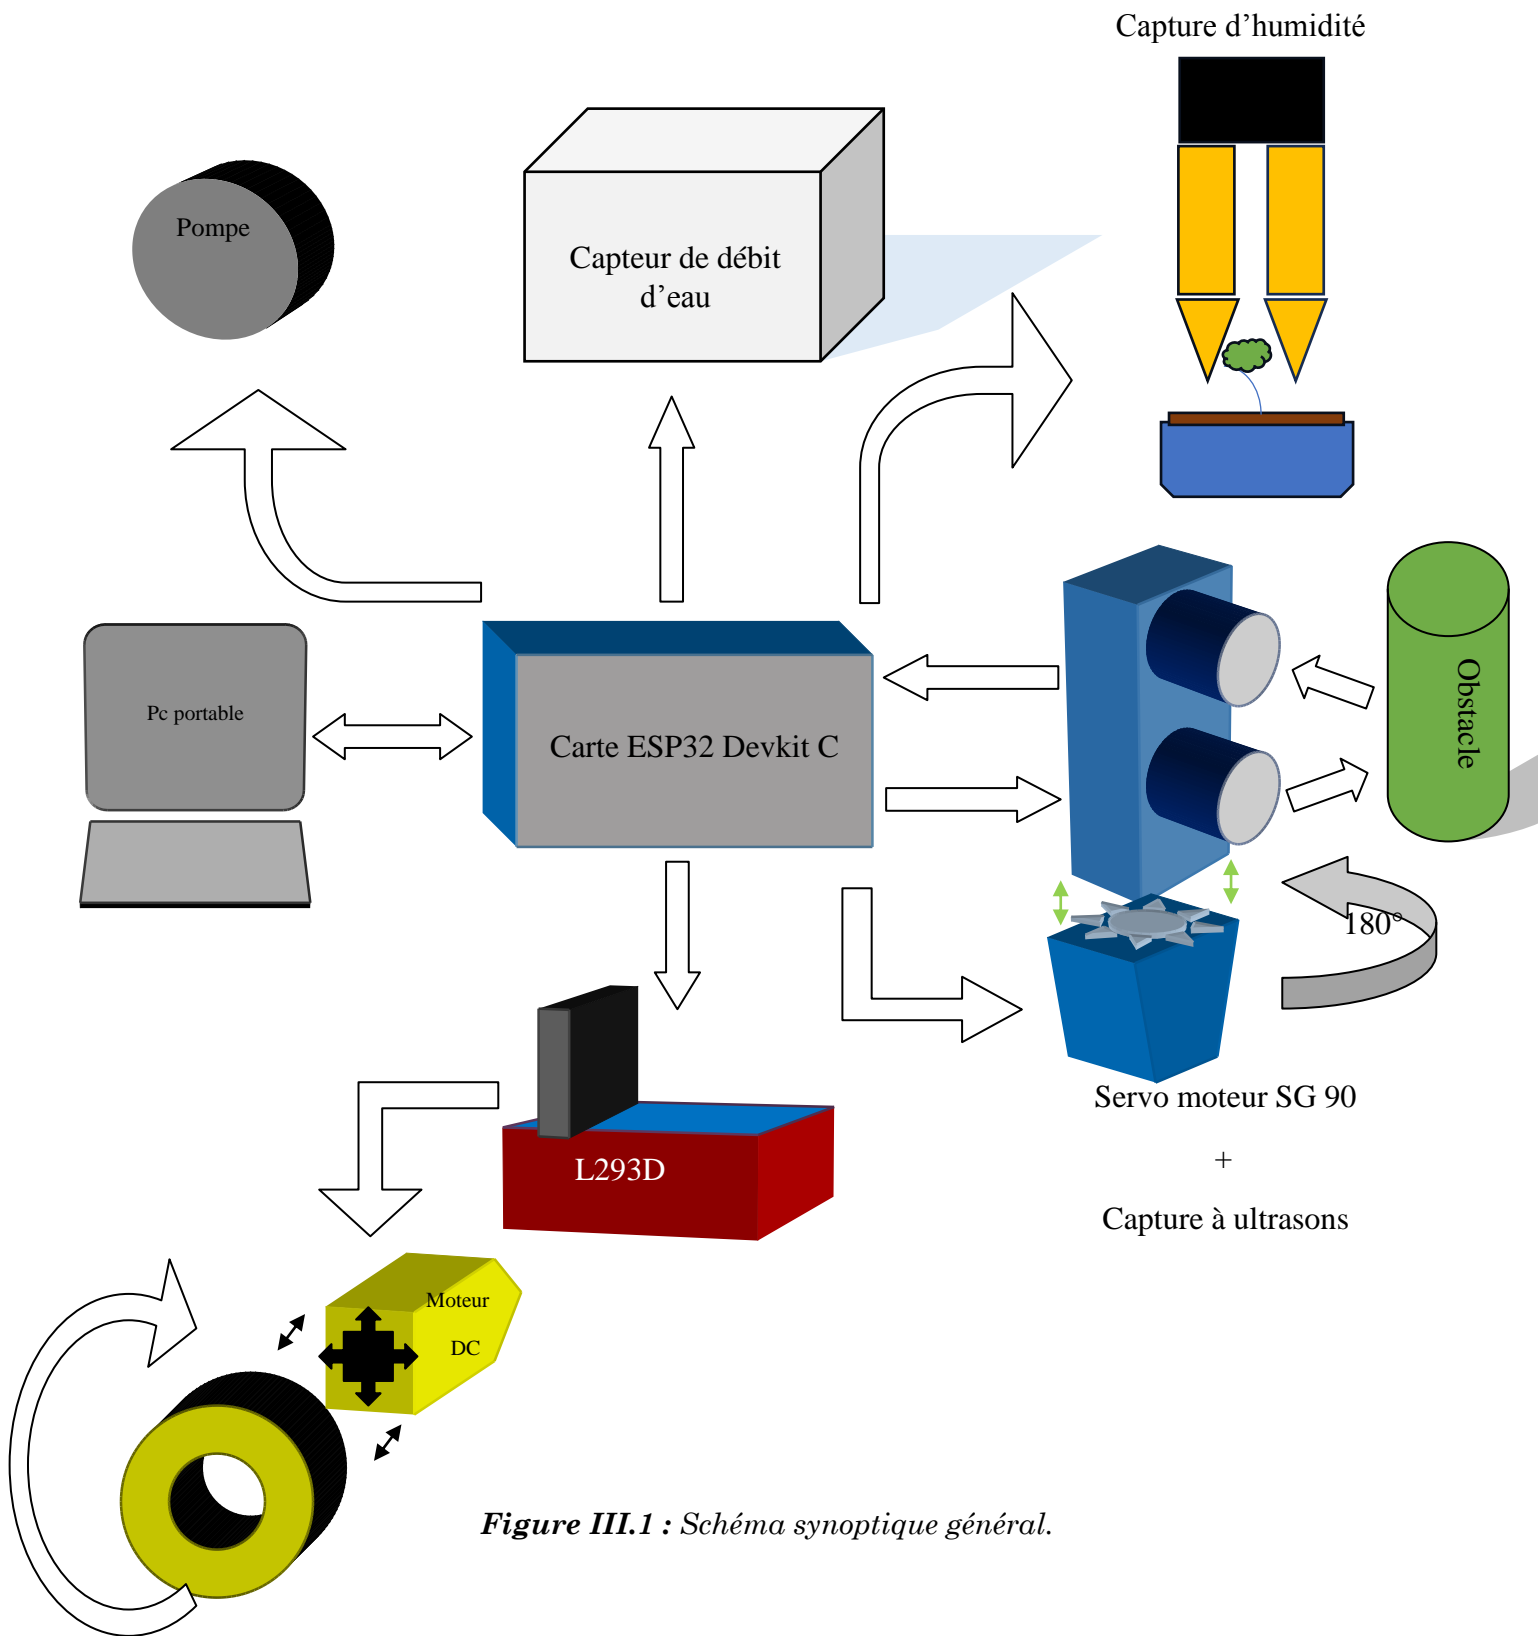 Capture d’humidité
Pompe
Capteur de débit
d’eau
Pc portable
Carte ESP32 Devkit C
Obstacle
180°
L293D
Servo moteur SG 90
+
Capture à ultrasons
Moteur
DC
Figure III.1 : Schéma synoptique général.